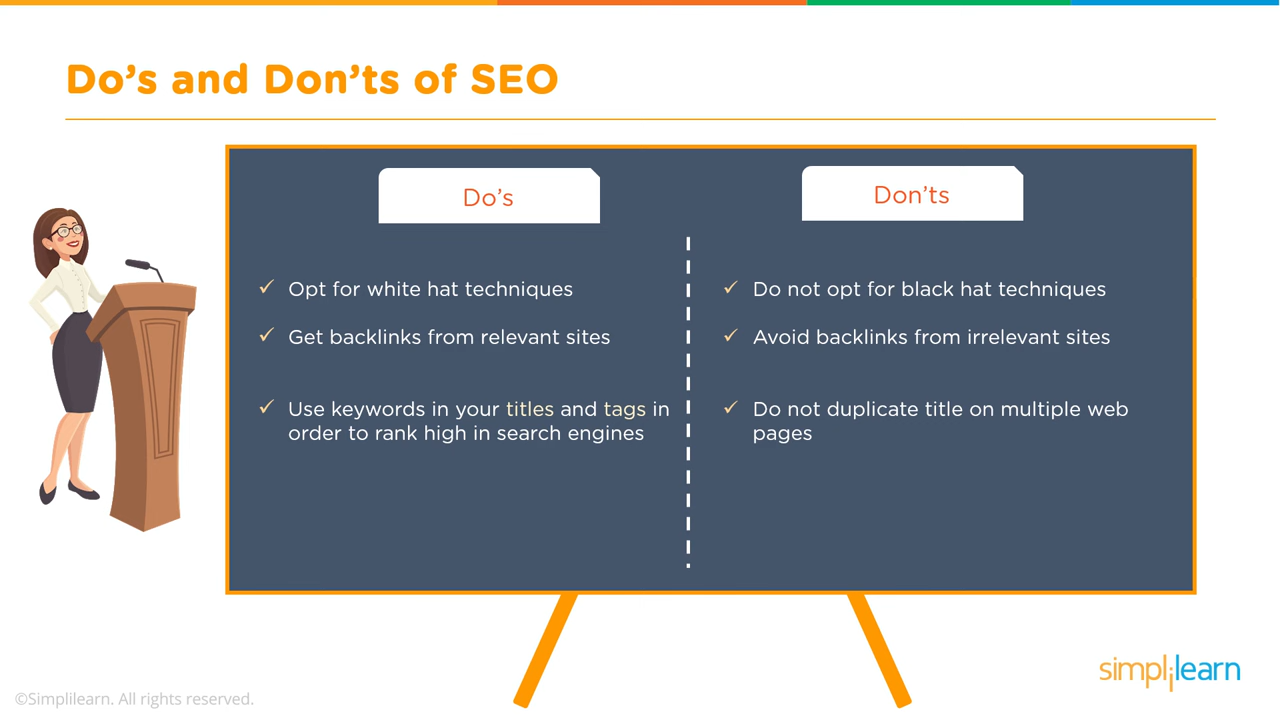 Do’s and Don’ts of SEO
Do’s
Opt for white hat techniques
Get backlinks from relevant sites
Use keywords in your titles and tags in
order to rank high in search engines
Don’ts
Do not opt for black hat techniques
Avoid backlinks from irrelevant sites
Do not duplicate title on multiple web
pages
simplilearn
©Simplilearn. All rights reserved.